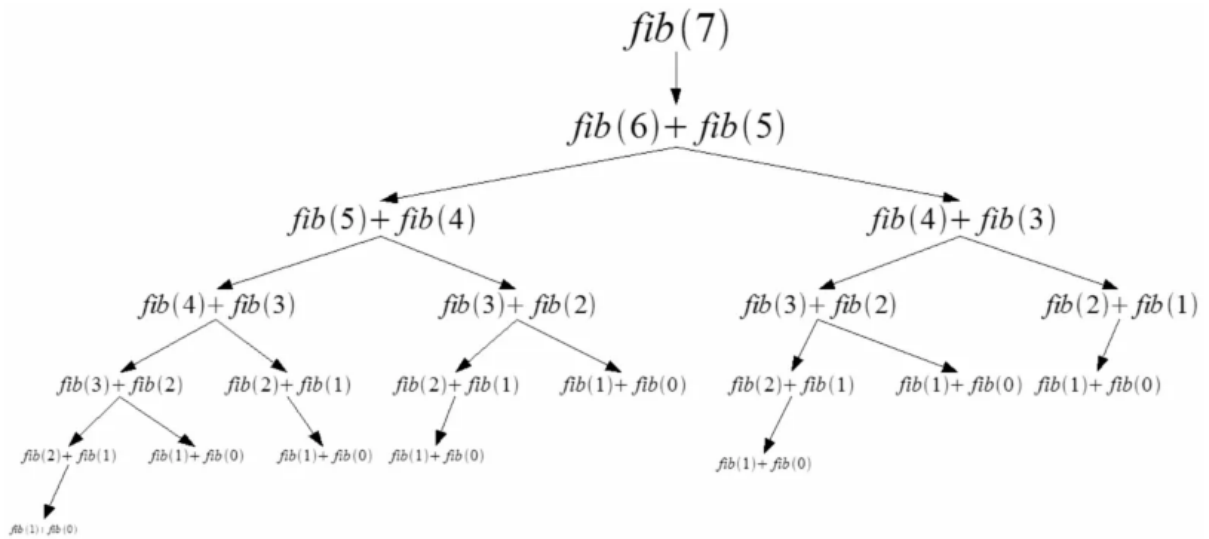 fib(7)
fib(6)+ fib(5)
fib(5)+ fib(4)
fib(4)+ fib(3)
fib(4)+ fib(3)
fib(3)+ fib(2)
fib(3)+ fib(2)
fib(2)+ fib(1)
fib(3)+ fib(2)
fib(2)+ fib(1)
fib(2)+ fib(1)
fib(1)+ fib(0)
fib(2)+ fib(1)
fib(1)+ fib(0)
fib(1)+ fib(0)
fib(2)+ fib(1)
fib(1)+ fib(0)
fib(1)+ fib(0)
fib(1)+ fib(0)
fib(1)+ fib(0)
fib(1)+ fib(0)